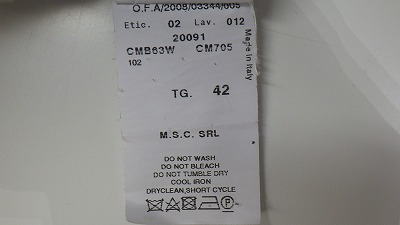 O.F.A/2008/03344/005
Etic. 02 Lav. 012
20091
CMB63W CM705
102
Made in Italy
TG. 42
M.S.C. SRL
DO NOT WASH
DO NOT BLEACH
DO NOT TUMBLE DRY
COOL IRON
DRYCLEAN,SHORT CYCLE
P